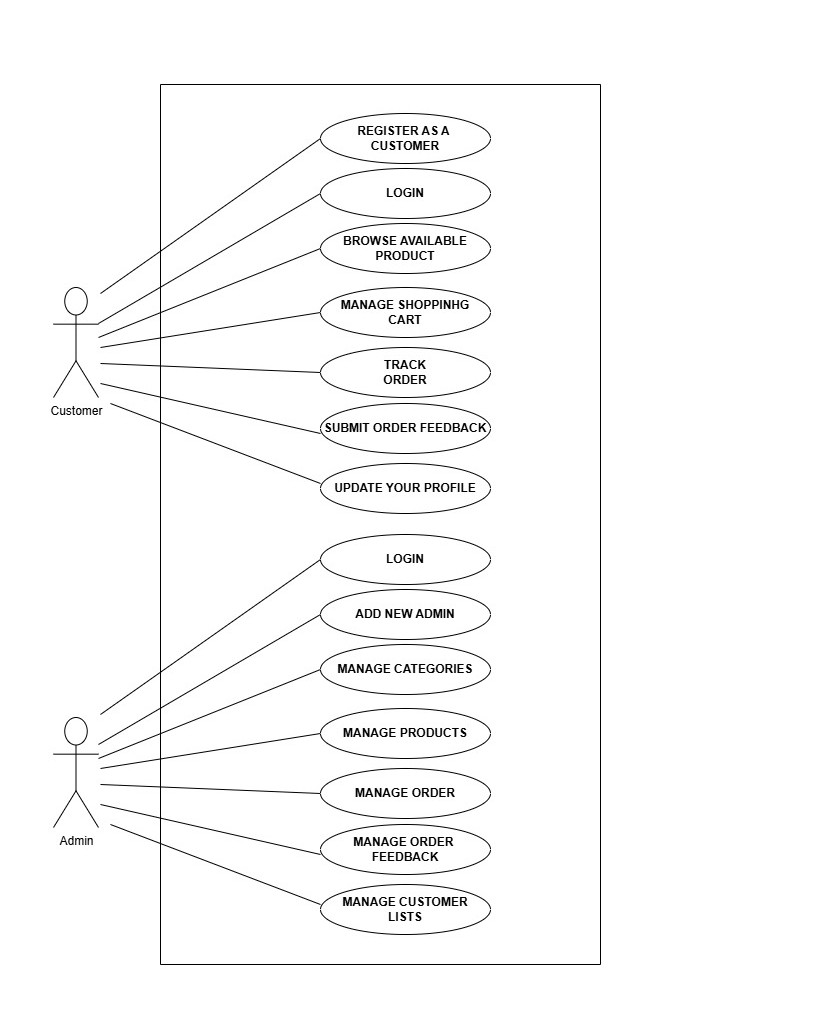 REGISTER AS A
CUSTOMER
LOGIN
BROWSE AVAILABLE
PRODUCT
MANAGE SHOPPINHG
CART
TRACK
ORDER
Customer
SUBMIT ORDER FEEDBACK
UPDATE YOUR PROFILE
LOGIN
ADD NEW ADMIN
MANAGE CATEGORIES
MANAGE PRODUCTS
MANAGE ORDER
Admin
MANAGE ORDER
FEEDBACK
MANAGE CUSTOMER
LISTS